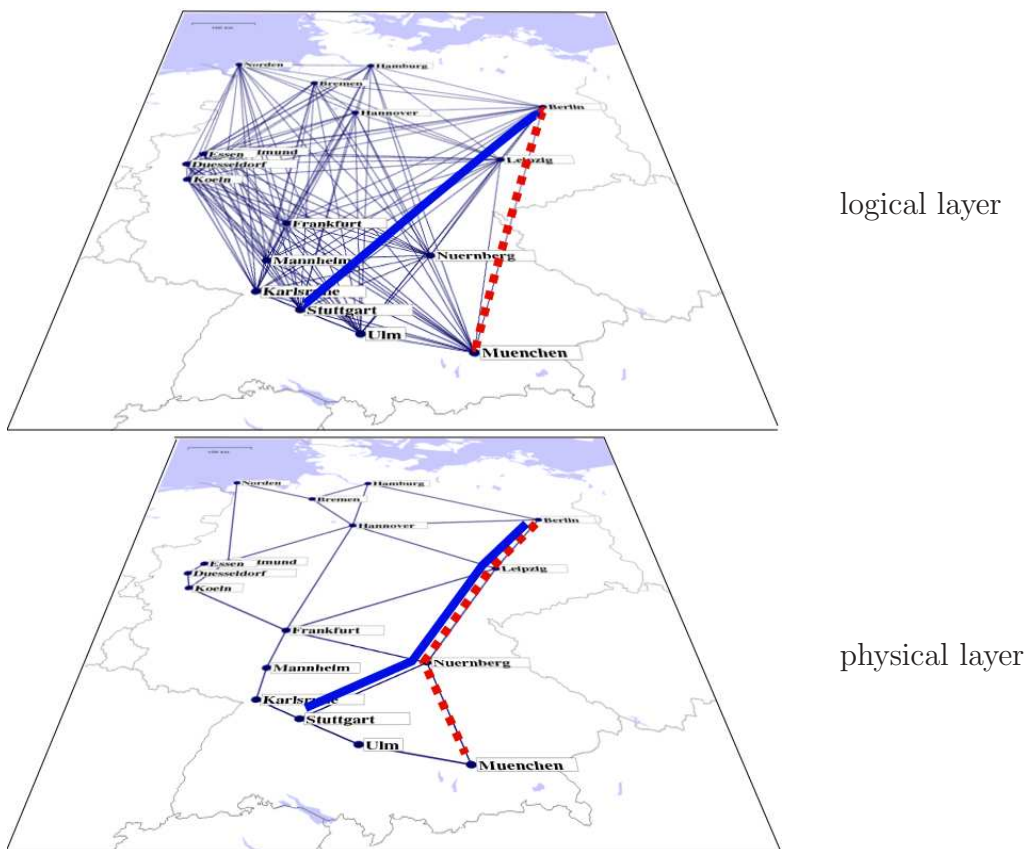 Norden
Hamburg
Bremen
Berlin
Hannover
Essen
tmund
Duesseldorf
Leipzig
Koeln
logical layer
Frankfurt
Mannheim
Nuernberg
Karlsruhe
Stuttgart
Ulm
Muenchen
Norden
Hamburg
Bremen
Berlin
Hannover
Essen
tmund
Duesseldorf
Leipzig
Koeln
Frankfurt
physical layer
Nuernberg
Mannheim
Karlsruhe
Stuttgart
Ulm
Muenchen